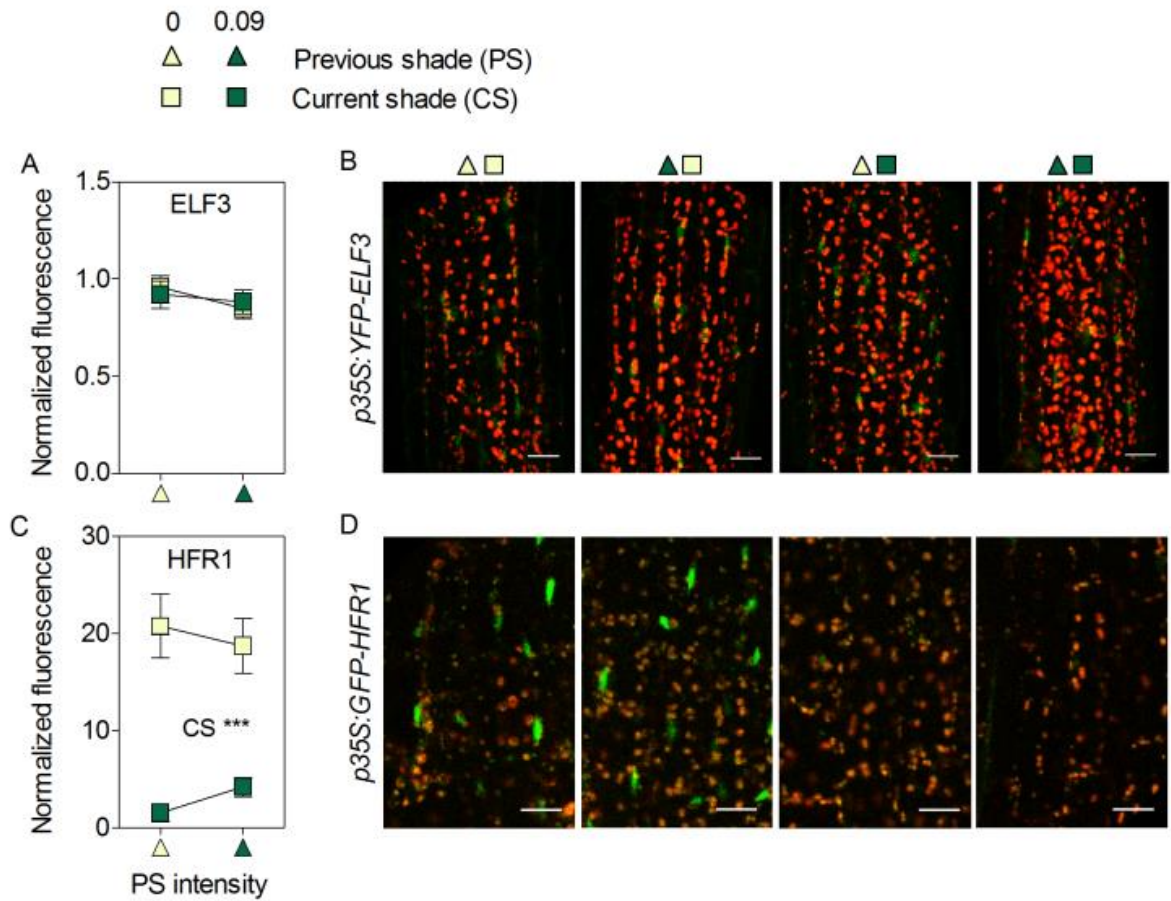 0 0.09
Previous shade (PS)
Current shade (CS)
A
B
Normalized fluorescence
1.5
1.0
0.5
0.0
ELF3
p35S:YFP-ELF3
C
D
Normalized fluorescence
30
20
10
0
HFR1
CS ***
PS intensity
p35S:GFP-HFR1